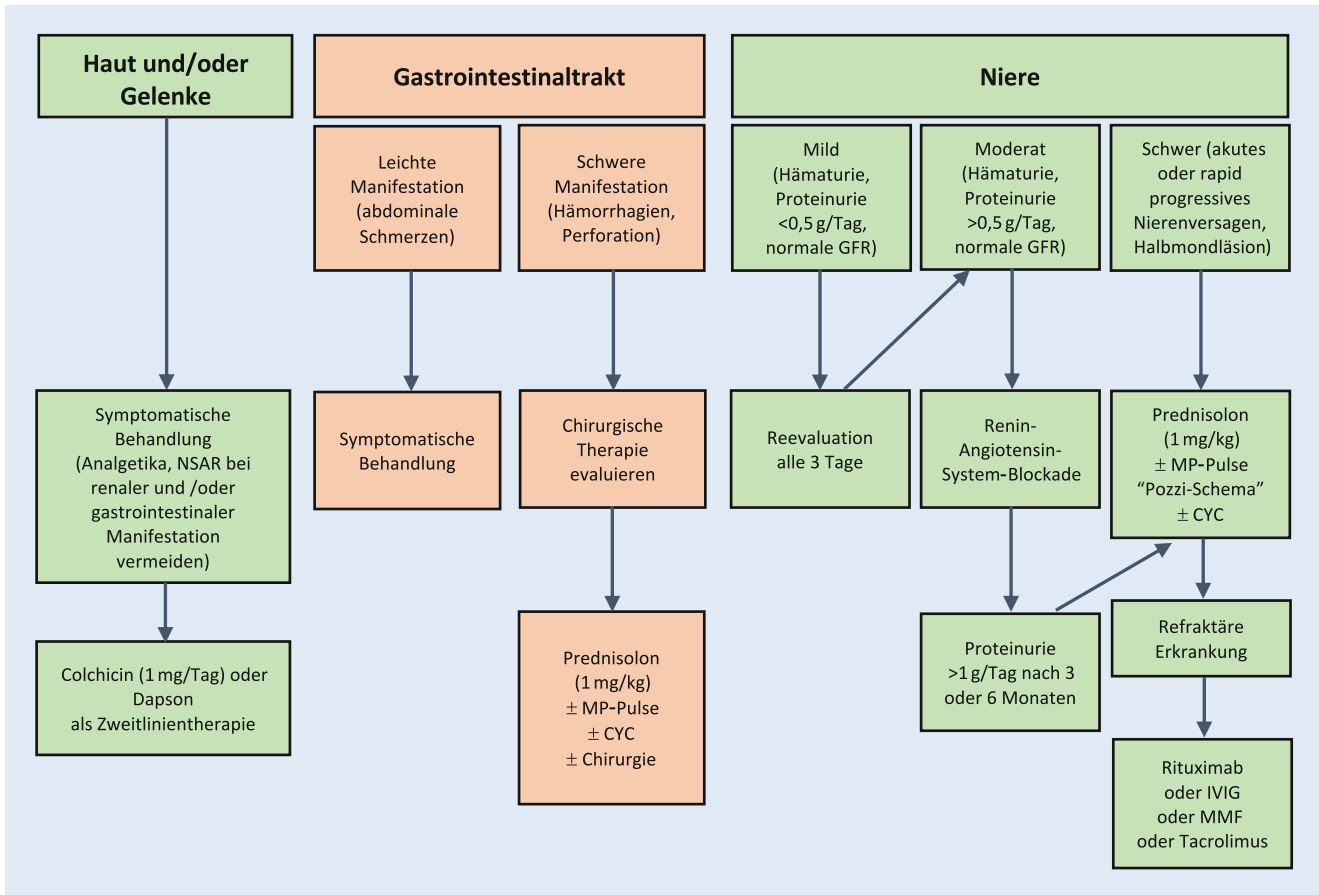 Haut und/oder
Gelenke
Gastrointestinaltrakt
Niere
Leichte
Manifestation
(abdominale
Schmerzen)
Schwere
Manifestation
(Hämorrhagien,
Perforation)
Mild
(Hämaturie,
Proteinurie
<0,5 g/Tag,
normale GFR)
Moderat
(Hämaturie,
Proteinurie
>0,5 g/Tag,
normale GFR)
Schwer (akutes
oder rapid
progressives
Nierenversagen,
Halbmondläsion)
Symptomatische
Behandlung
(Analgetika, NSAR bei
renaler und /oder
gastrointestinaler
Manifestation
vermeiden)
Symptomatische
Behandlung
Chirurgische
Therapie
evaluieren
Reevaluation
alle 3 Tage
Renin-
Angiotensin-
System-Blockade
Prednisolon
(1 mg/kg)
± MP-Pulse
“Pozzi-Schema”
± CYC
Colchicin (1 mg/Tag) oder
Dapson
als Zweitlinientherapie
Prednisolon
(1 mg/kg)
± MP-Pulse
± CYC
± Chirurgie
Proteinurie
>1 g/Tag nach 3
oder 6 Monaten
Refraktäre
Erkrankung
Rituximab
oder IVIG
oder MMF
oder Tacrolimus